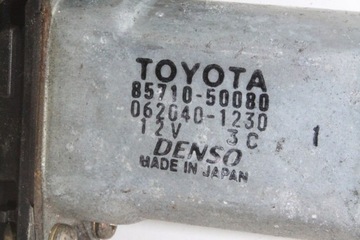 TOYOTA
85710-50080
062040-1230
12V 3C 1
DENSO
MADE IN JAPAN